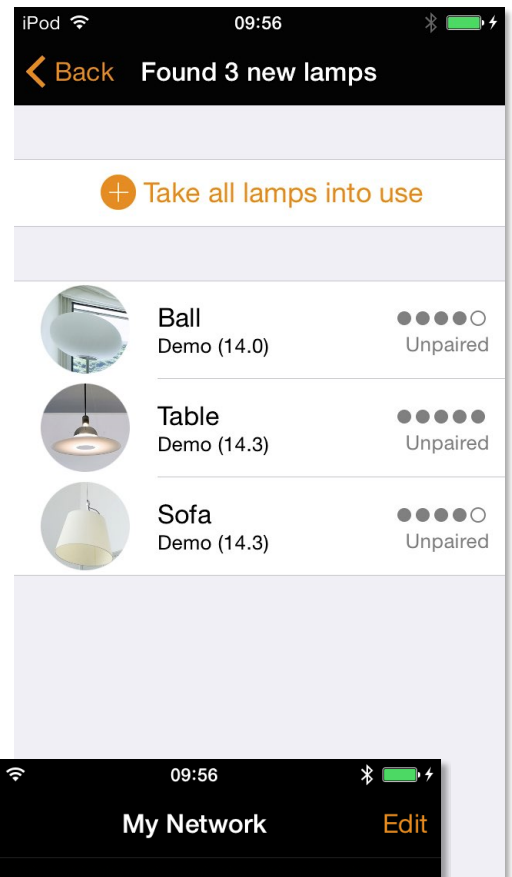 iPod 09:56
Back Found 3 new lamps
Take all lamps into use
Ball
Demo (14.0)
Unpaired
Table
Demo (14.3)
Unpaired
Sofa
Demo (14.3)
Unpaired
09:56
My Network Edit